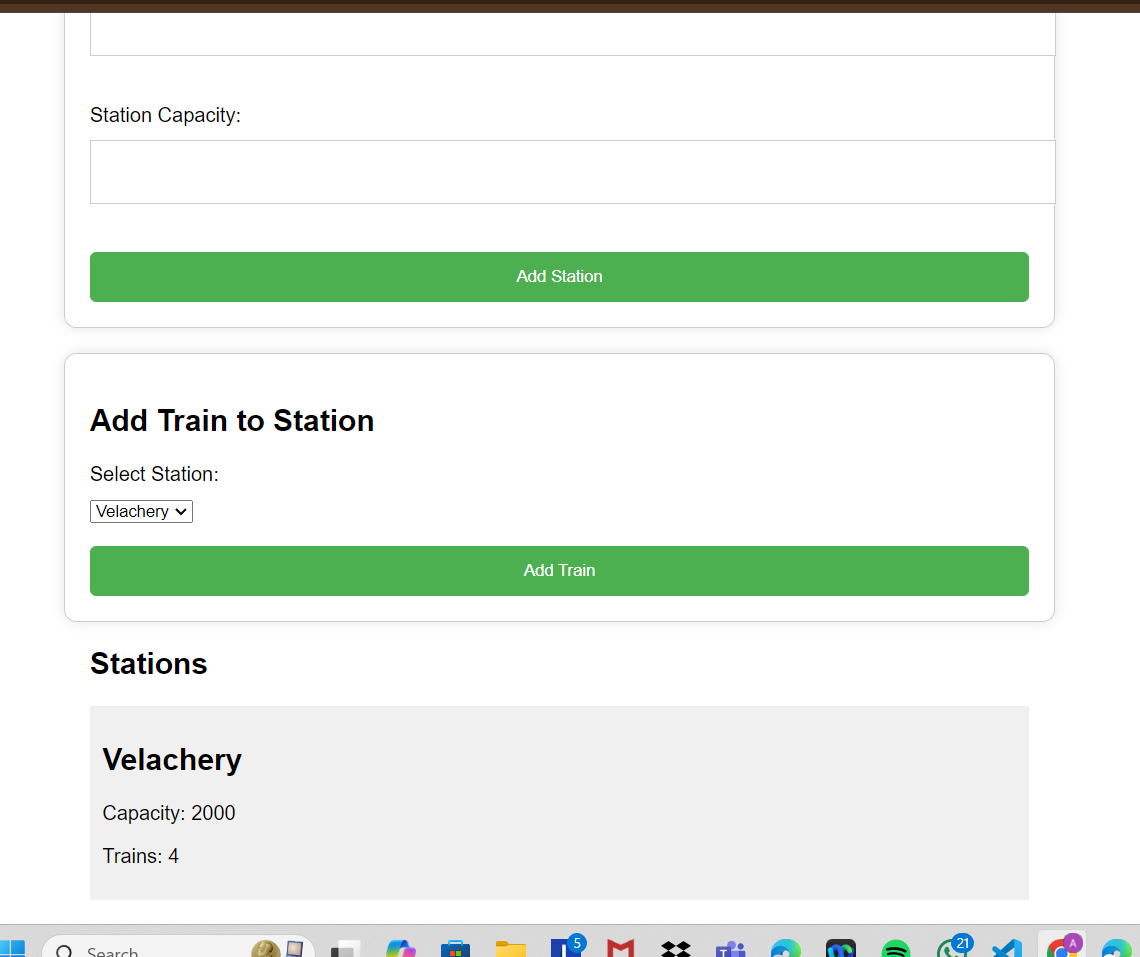 Station Capacity:
Add Station
Add Train to Station
Select Station:
Velachery
Add Train
Stations
Velachery
Capacity: 2000
Trains: 4
Search
5
21
A